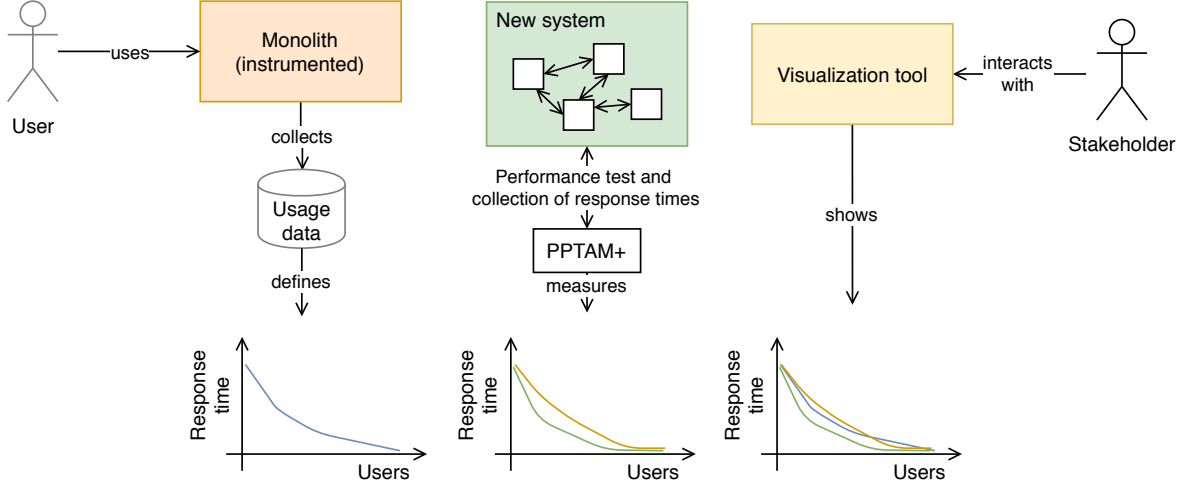 User
uses
Monolith
(instrumented)
collects
Usage
data
defines
Response
time
Users
New system
Performance test and
collection of response times
PPTAM+
measures
Response
time
Users
Visualization tool
interacts
with
Stakeholder
shows
Response
time
Users